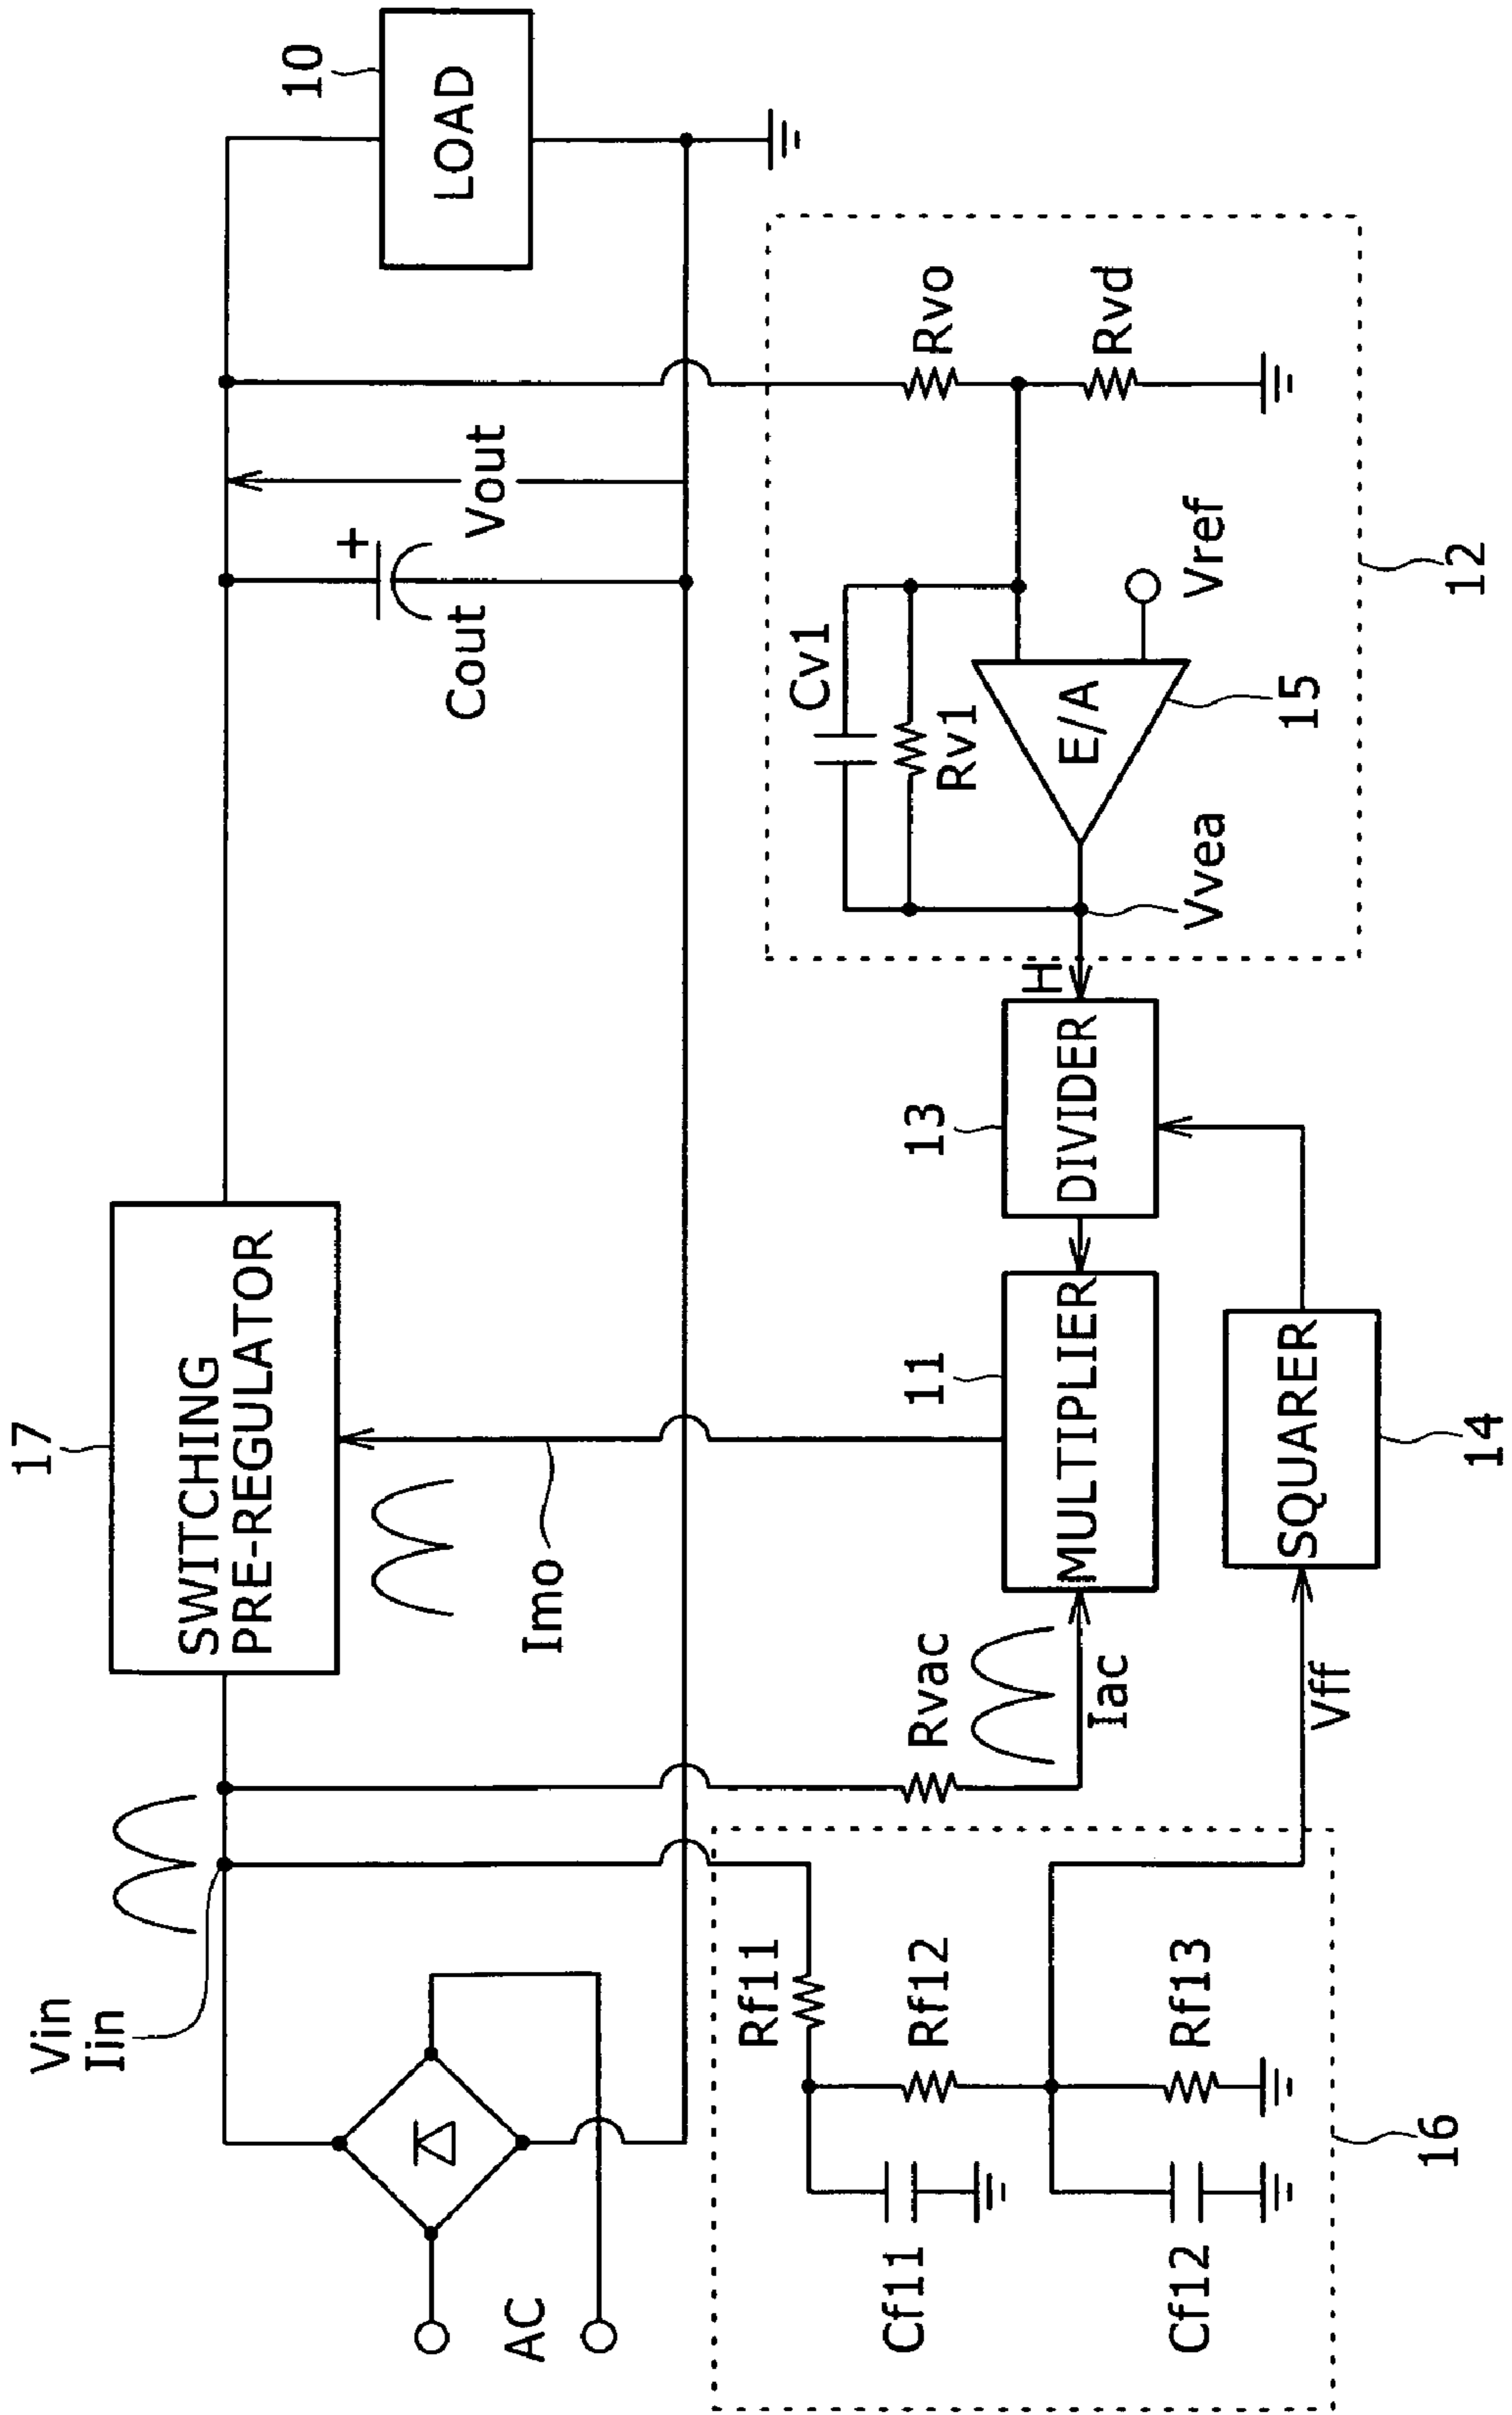 17
SWITCHING
PRE-REGULATOR
Vin
Iin
10
LOAD
Vout
+
Cout
AC
Imo
Rvac
Iac
Rf11
Rf12
Rf13
Cf11
Cf12
16
Vff
11
MULTIPLIER
13
DIVIDER
H
SQUARER
14
Cv1
Rv1
E/A
15
Vvea
Vref
Rvo
Rvd
12